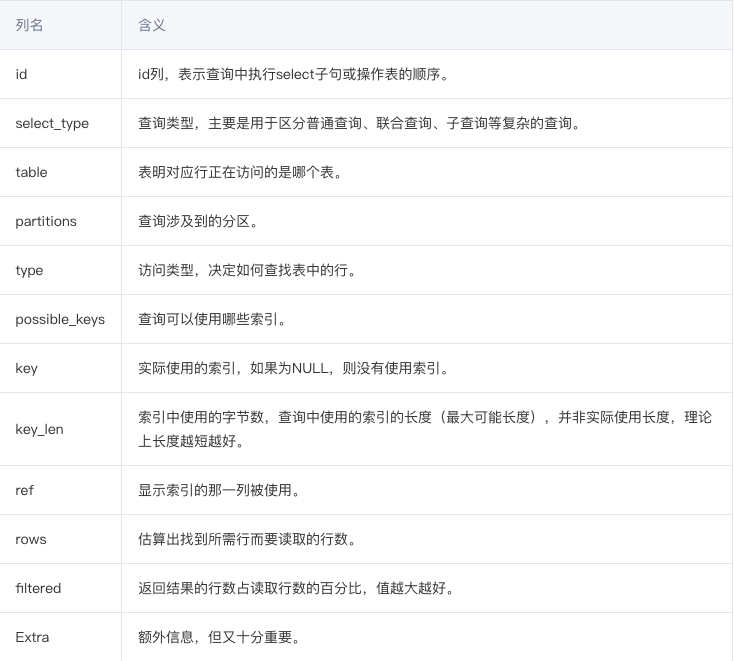 列名 含义
id id列，表示查询中执行select子句或操作表的顺序。
select_type 查询类型，主要是用于区分普通查询、联合查询、子查询等复杂的查询。
table 表明对应行正在访问的是哪个表。
partitions 查询涉及到的分区。
type 访问类型，决定如何查找表中的行。
possible_keys 查询可以使用哪些索引。
key 实际使用的索引，如果为NULL，则没有使用索引。
key_len 索引中使用的字节数，查询中使用的索引的长度（最大可能长度），并非实际使用长度，理论
上长度越短越好。
ref 显示索引的那一列被使用。
rows 估算出找到所需行而要读取的行数。
filtered 返回结果的行数占读取行数的百分比，值越大越好。
Extra 额外信息，但又十分重要。